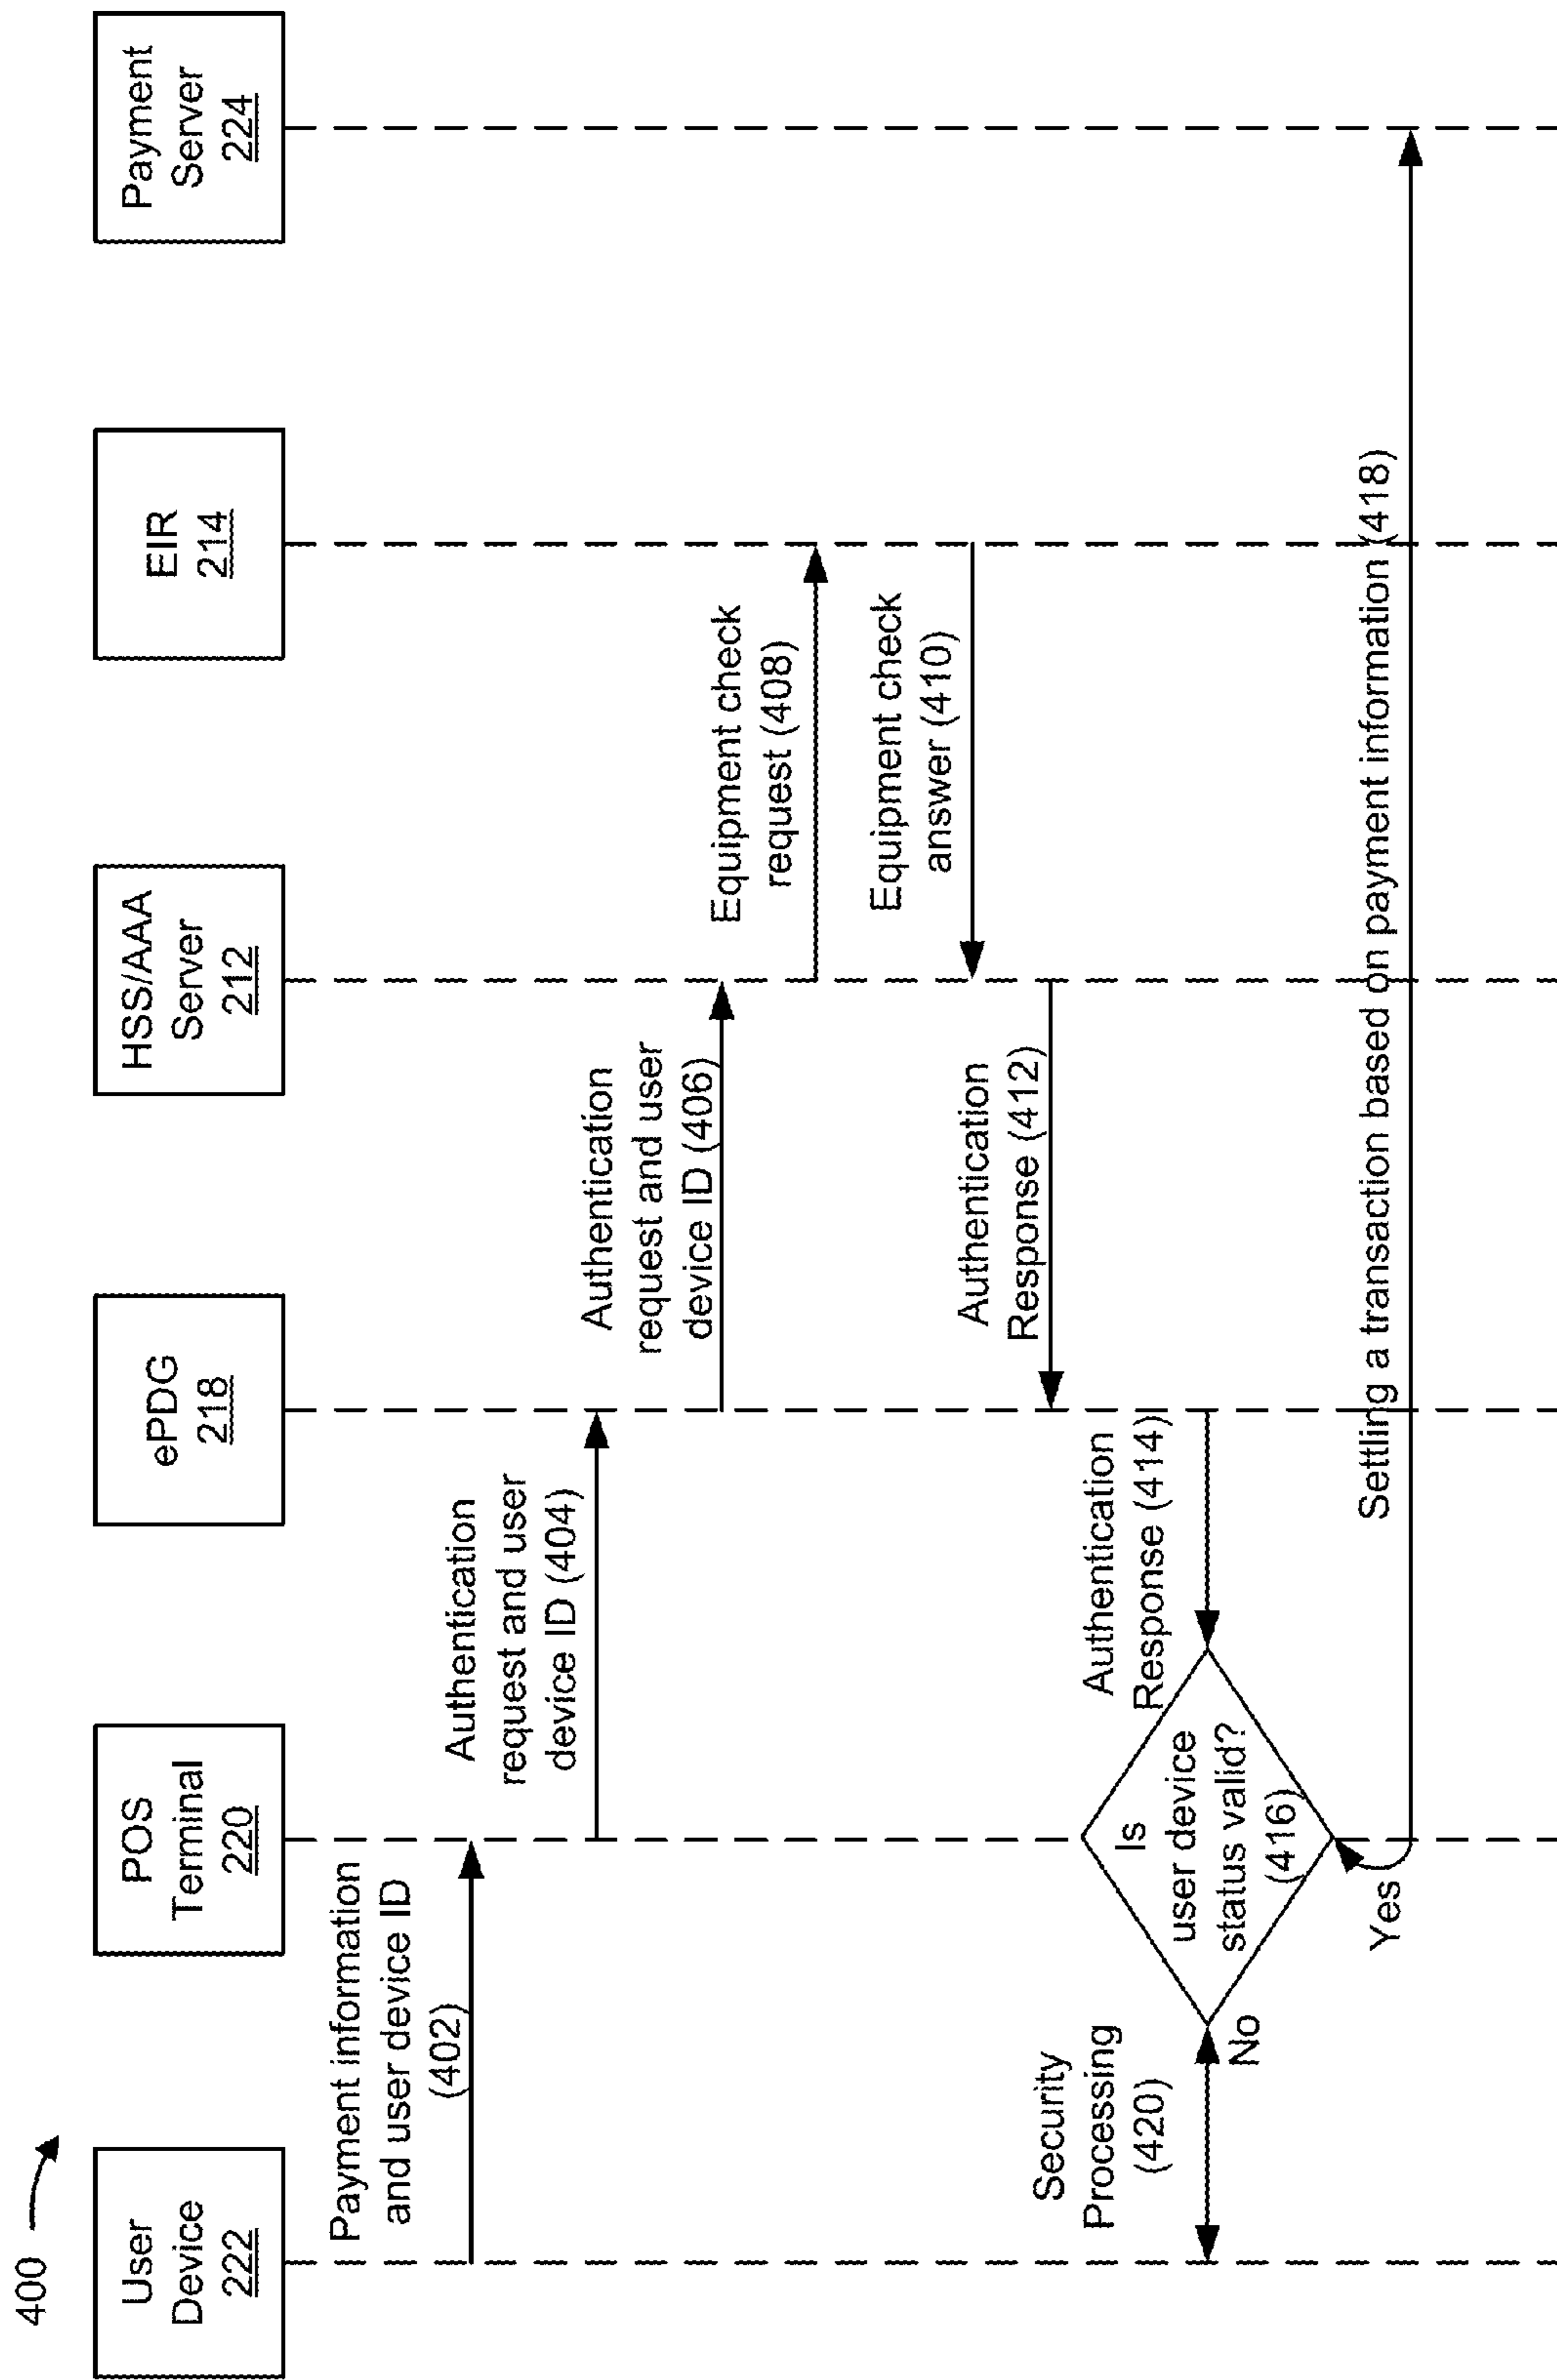 400
User
Device
222
POS
Terminal
220
ePDG
218
HSS/AAA
Server
212
EIR
214
Payment
Server
224
Payment information
and user device ID
(402)
Authentication
request and user
device ID (404)
Authentication
request and user
device ID (406)
Equipment check
request (408)
Equipment check
answer (410)
Authentication
Response (412)
Authentication
Response (414)
Is
user device
status valid?
(416)
Security
Processing
(420)
No
Yes
Settling a transaction based on payment information (418)